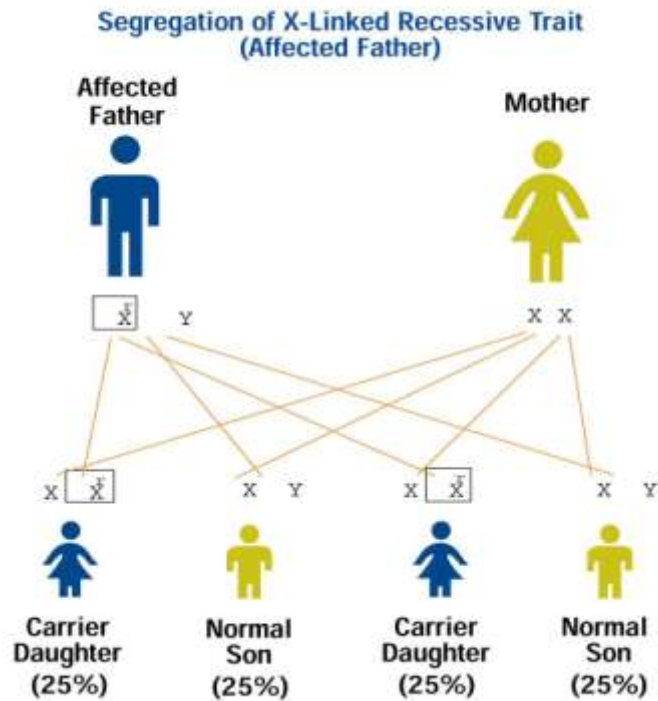 Segregation of X-Linked Recessive Trait
(Affected Father)
Affected
Father
Mother
X Y
X X
X X
X Y
X X
X Y
Carrier
Daughter
(25%)
Normal
Son
(25%)
Carrier
Daughter
(25%)
Normal
Son
(25%)